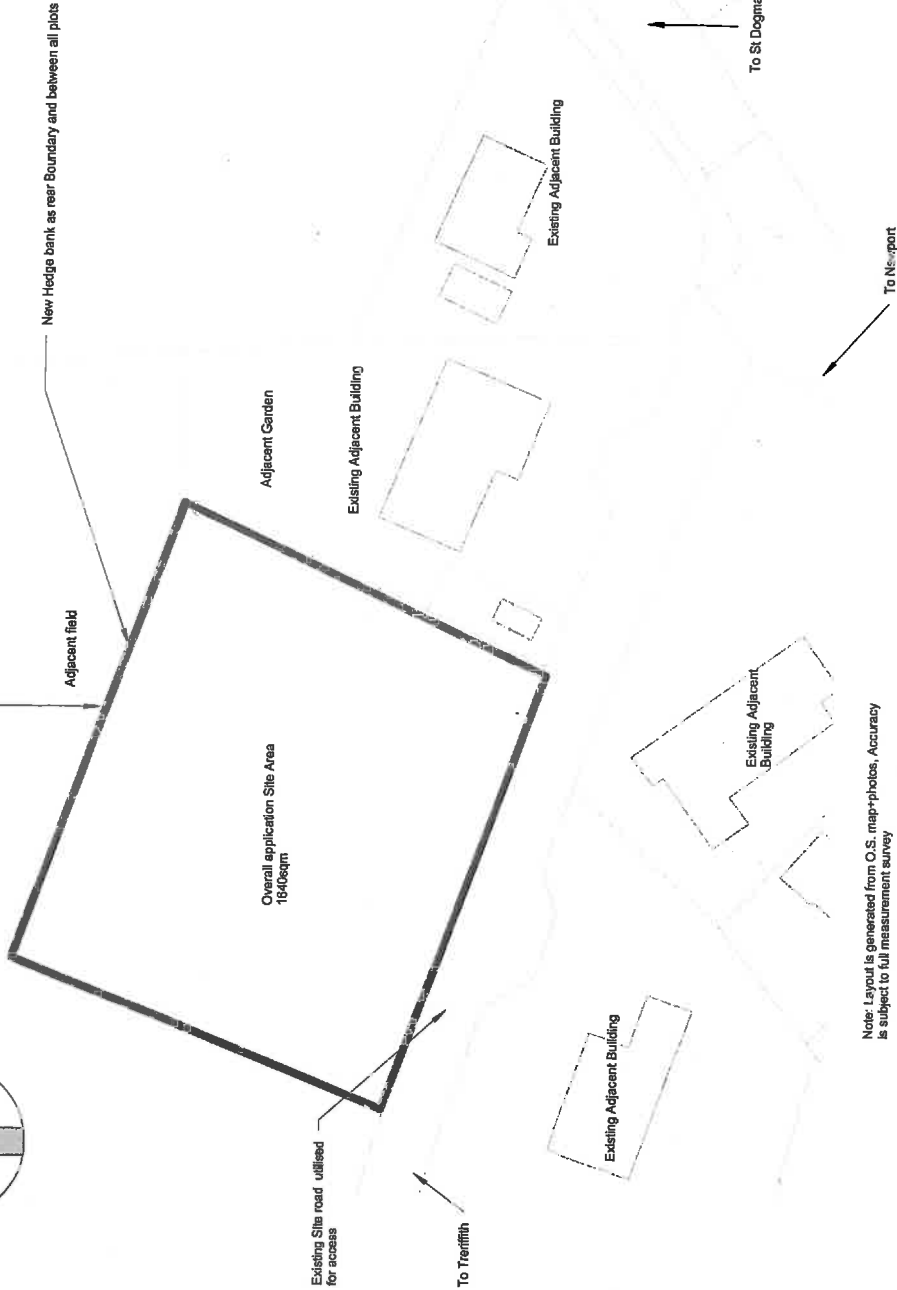 New Hedge bank as rear Boundary and between all plots
Adjacent field
Adjacent Garden
Existing Adjacent Building
Existing Adjacent Building
Overall application Site Area
1640sqm
Existing Site road utilised
for access
To Treriffith
Existing Adjacent Building
Existing Adjacent
Building
To St Dogma
To Newport
Note: Layout is generated from O.S. map+photos, Accuracy
is subject to full measurement survey